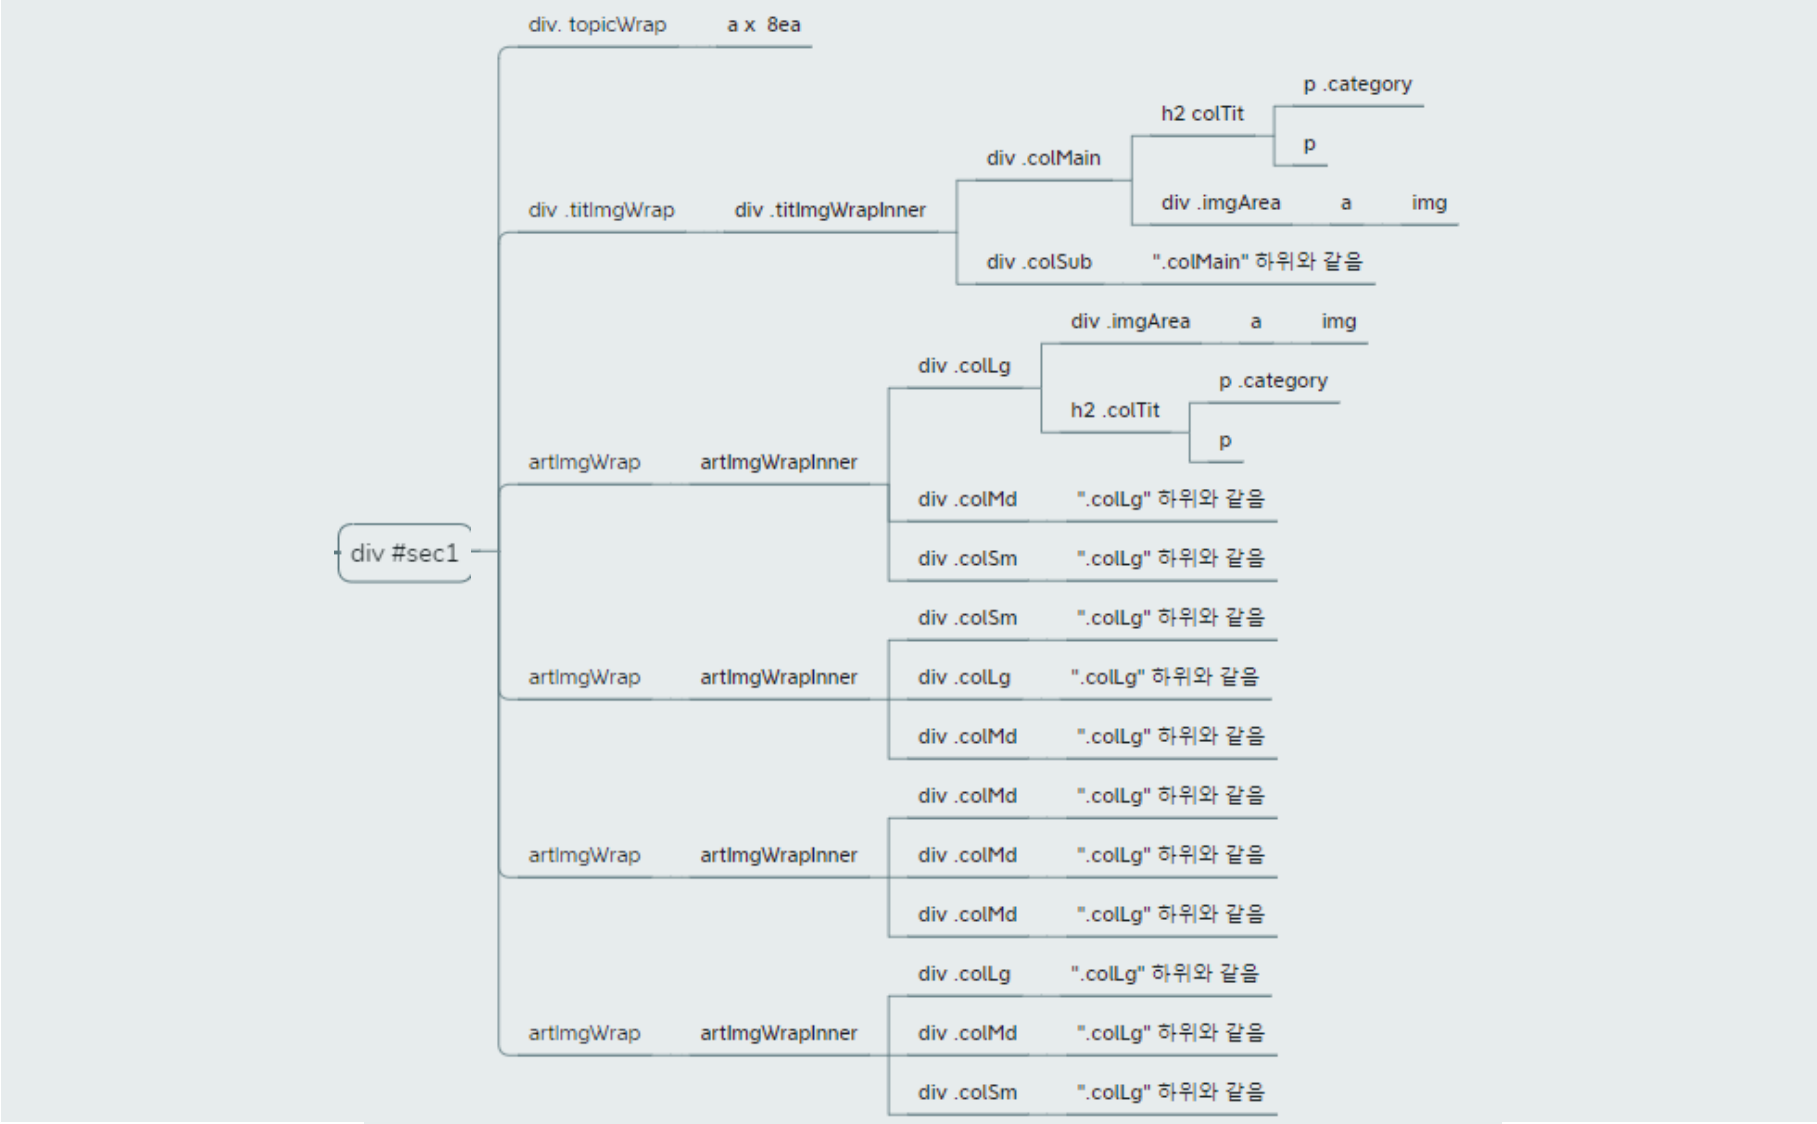 div. topicWrap a x 8ea
p .category
h2 colTit
p
div .colMain
div .imgArea a img
div .titImgWrap div .titImgWrapInner
div .colSub ".colMain" 하위와 같음
div .imgArea a img
div .colLg
p .category
h2 .colTit
p
artImgWrap artImgWrapInner
div .colMd ".colLg" 하위와 같음
div #sec1
div .colSm ".colLg" 하위와 같음
div .colSm ".colLg" 하위와 같음
artImgWrap artImgWrapInner div .colLg ".colLg" 하위와 같음
div .colMd ".colLg" 하위와 같음
div .colMd ".colLg" 하위와 같음
artImgWrap artImgWrapInner div .colMd ".colLg" 하위와 같음
div .colMd ".colLg" 하위와 같음
div .colLg ".colLg" 하위와 같음
artImgWrap artImgWrapInner div .colMd ".colLg" 하위와 같음
div .colSm ".colLg" 하위와 같음